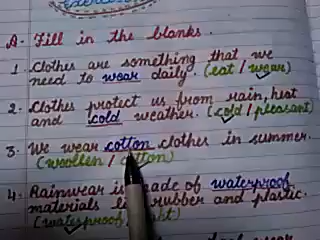 A. Fill in the blanks.
1. Clothes are something that we
need to wear daily. (eat / wear)
2. Clothes protect us from rain, heat
and cold weather. (cold / pleasant)
3. We wear cotton clothes in summer.
(woollen / cotton)
4. Rainwear is made of waterproof
materials like rubber and plastic.
(waterproof /